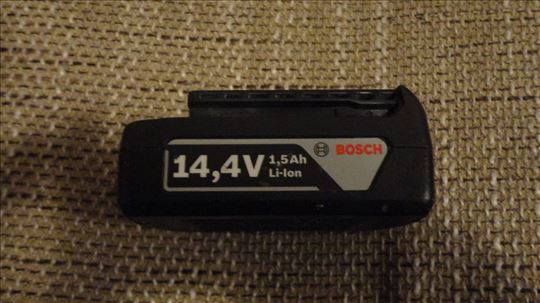 14,4V
1,5Ah
Li-Ion
BOSCH